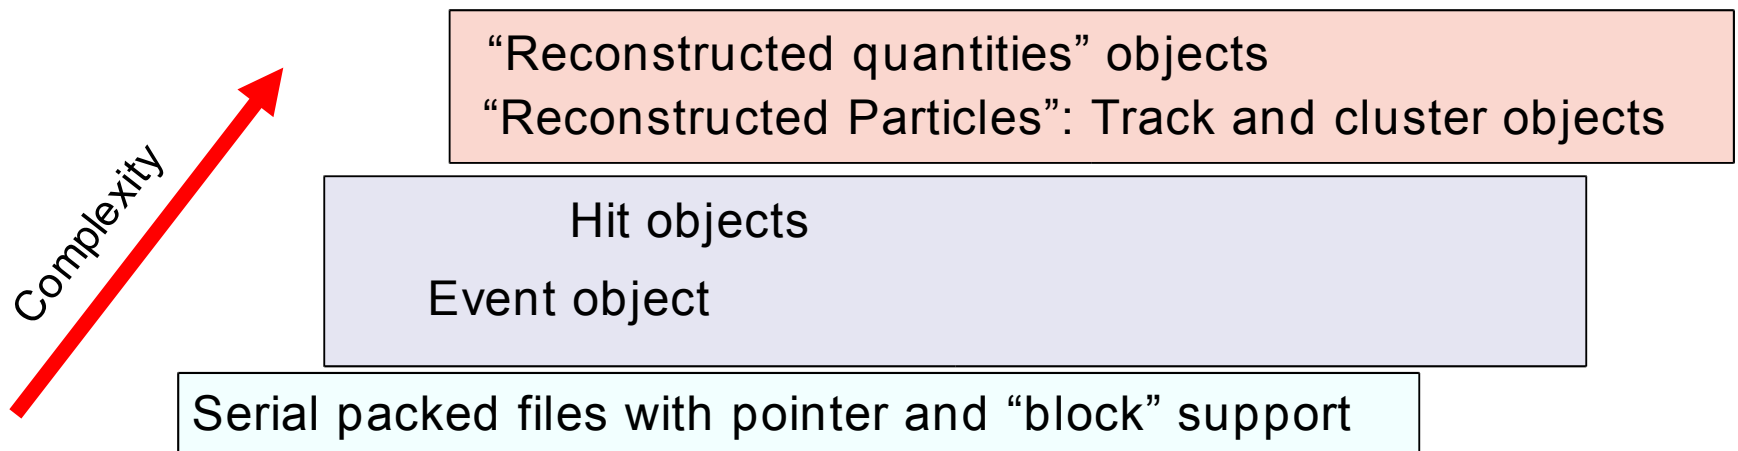 “Reconstructed quantities” objects
“Reconstructed Particles”: Track and cluster objects
Complexity
Hit objects
Event object
Serial packed files with pointer and “block” support